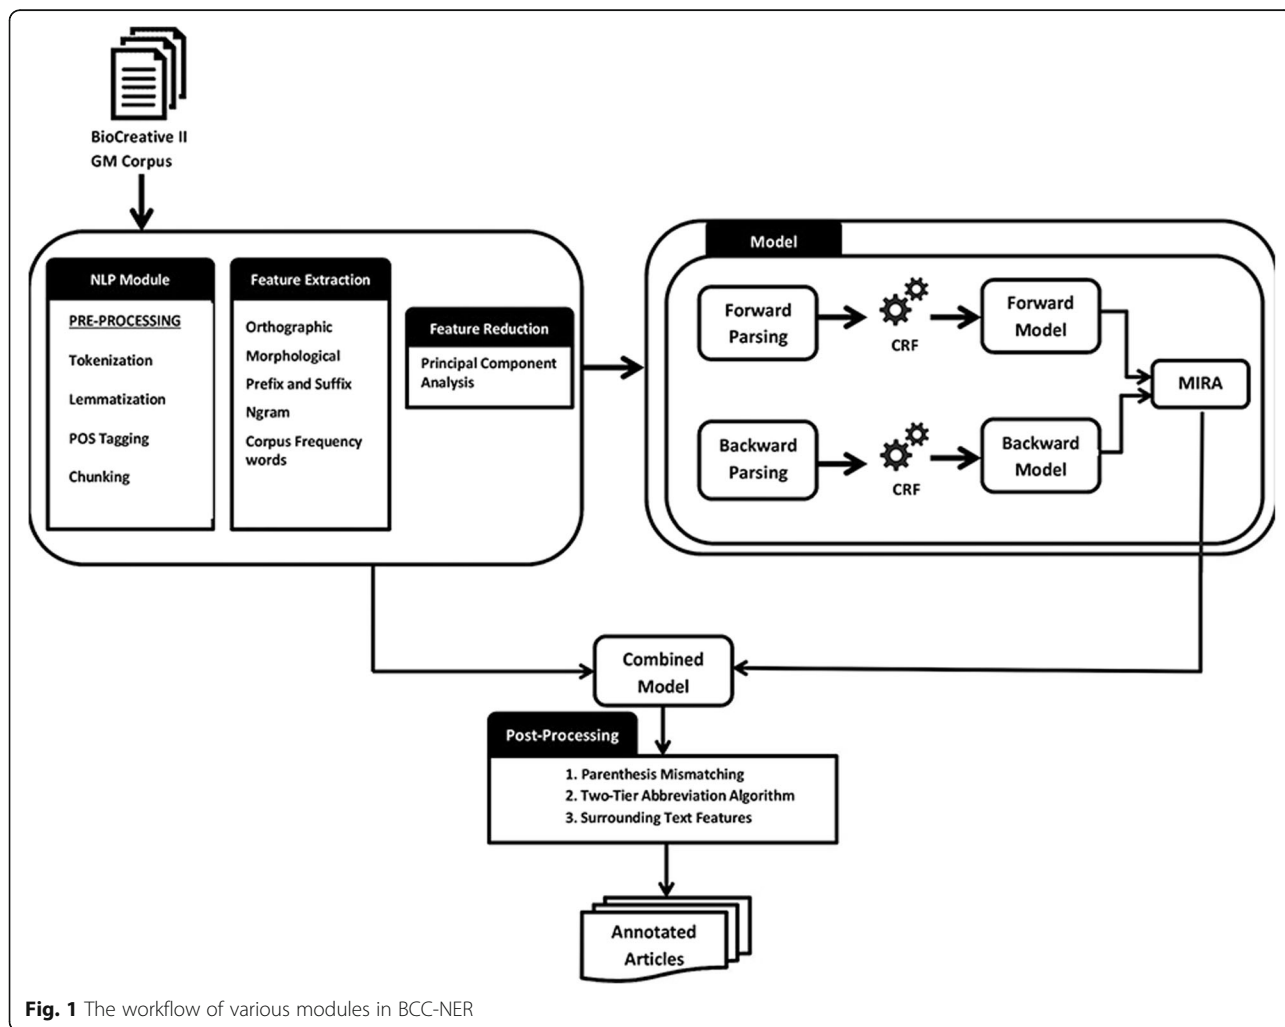 BioCreative II
GM Corpus
NLP Module
PRE-PROCESSING
Tokenization
Lemmatization
POS Tagging
Chunking
Feature Extraction
Orthographic
Morphological
Prefix and Suffix
Ngram
Corpus Frequency
words
Feature Reduction
Principal Component
Analysis
Model
Forward
Parsing
CRF
Forward
Model
MIRA
Backward
Parsing
CRF
Backward
Model
Combined
Model
Post-Processing
1. Parenthesis Mismatching
2. Two-Tier Abbreviation Algorithm
3. Surrounding Text Features
Annotated
Articles
Fig. 1 The workflow of various modules in BCC-NER